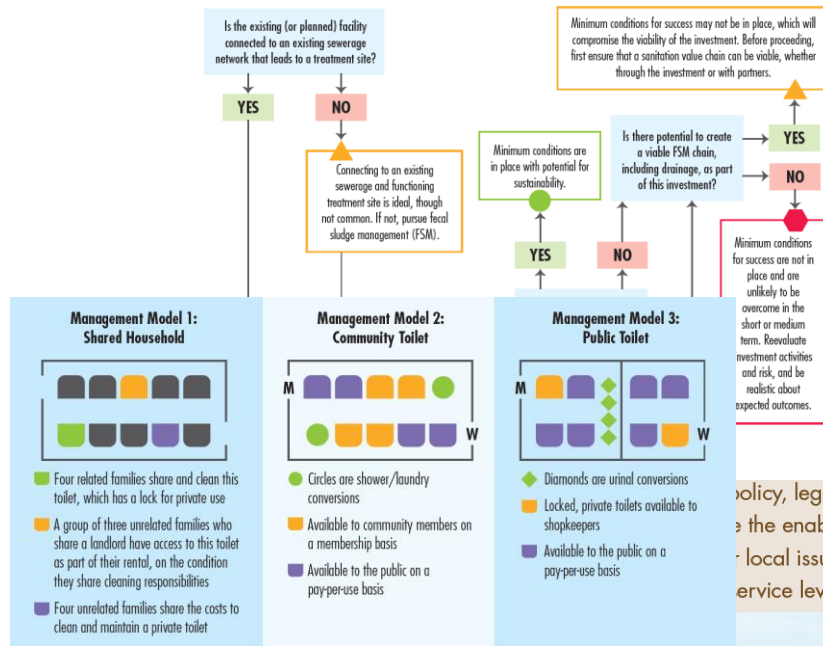 Is the existing (or planned) facility
connected to an existing sewerage
network that leads to a treatment site?
YES
NO
Connecting to an existing
sewerage and functioning
treatment site is ideal, though
not common. If not, pursue fecal
sludge management (FSM).
Minimum conditions are
in place with potential for
sustainability.
YES
NO
Is there potential to create
a viable FSM chain,
including drainage, as part
of this investment?
YES
NO
Minimum conditions for success may not be in place, which will
compromise the viability of the investment. Before proceeding,
first ensure that a sanitation value chain can be viable, whether
through the investment or with partners.
Minimum conditions
for success are not in
place and are
unlikely to be
overcome in the
short or medium
term. Reevaluate
investment activities
and risk, and be
realistic about
expected outcomes.
Management Model 1:
Shared Household
Four related families share and clean this
toilet, which has a lock for private use
A group of three unrelated families who
share a landlord have access to this toilet
as part of their rental, on the condition
they share cleaning responsibilities
Four unrelated families share the costs to
clean and maintain a private toilet
Management Model 2:
Community Toilet
M
W
Circles are shower/laundry
conversions
Available to community members on
a membership basis
Available to the public on a
pay-per-use basis
Management Model 3:
Public Toilet
M
W
Diamonds are urinal conversions
Locked, private toilets available to
shopkeepers
Available to the public on a
pay-per-use basis
policy, leg
e the enab
r local issu
service lev